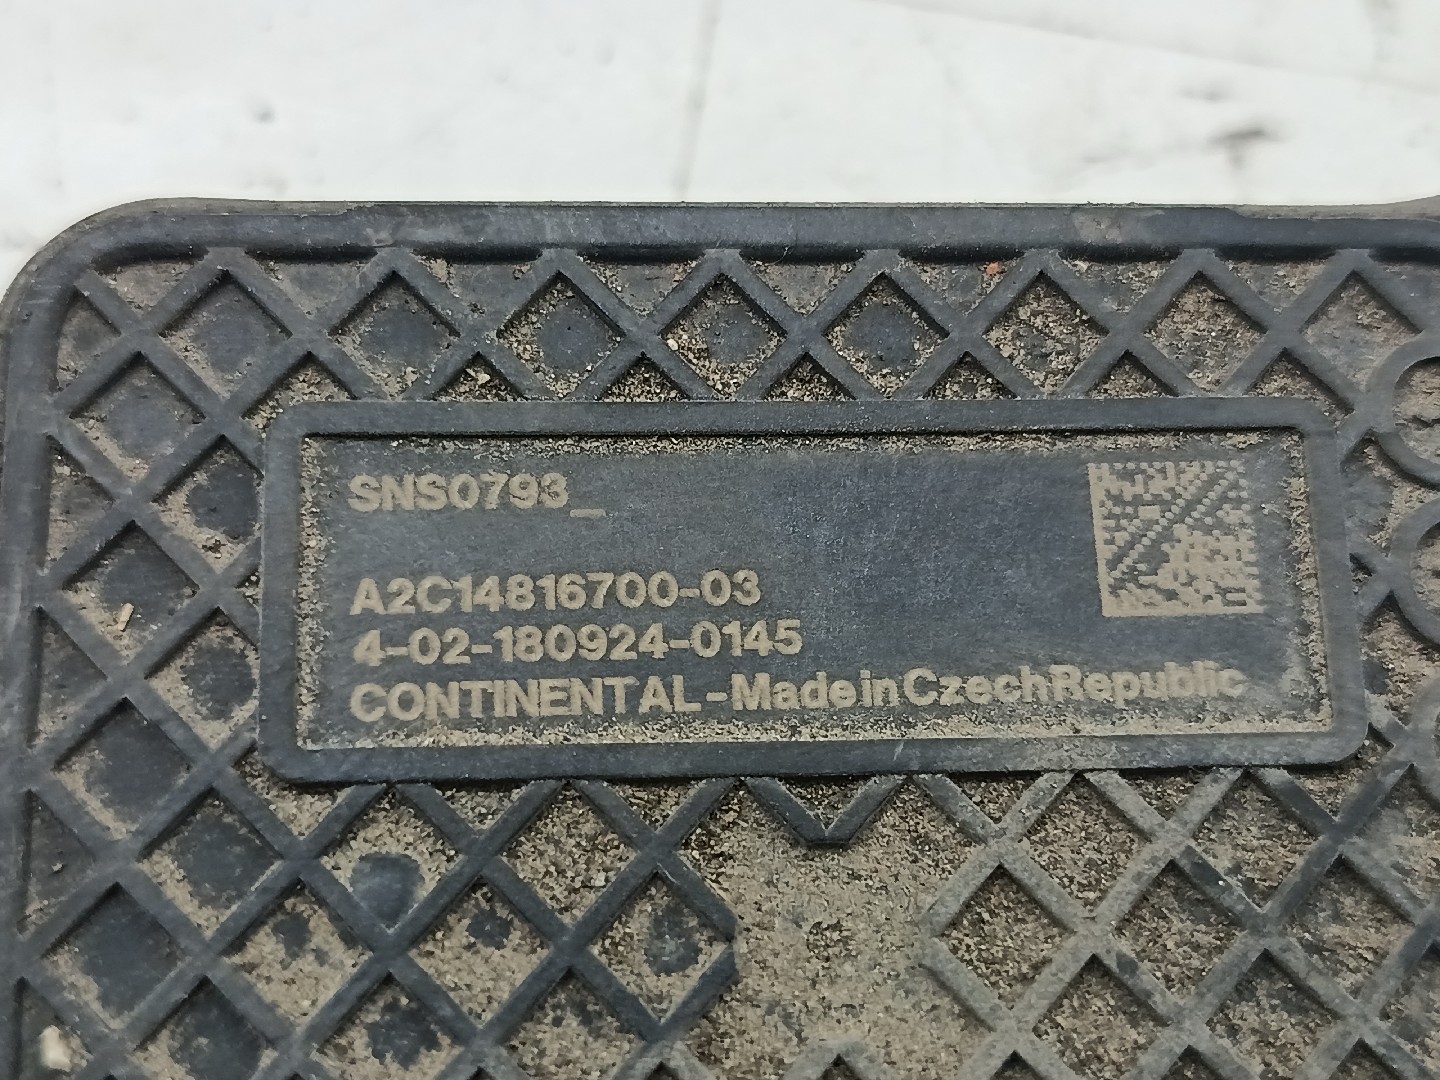 SNS0793_
A2C14816700-03
4-02-180924-0145
CONTINENTAL-MadeinCzechRepublic